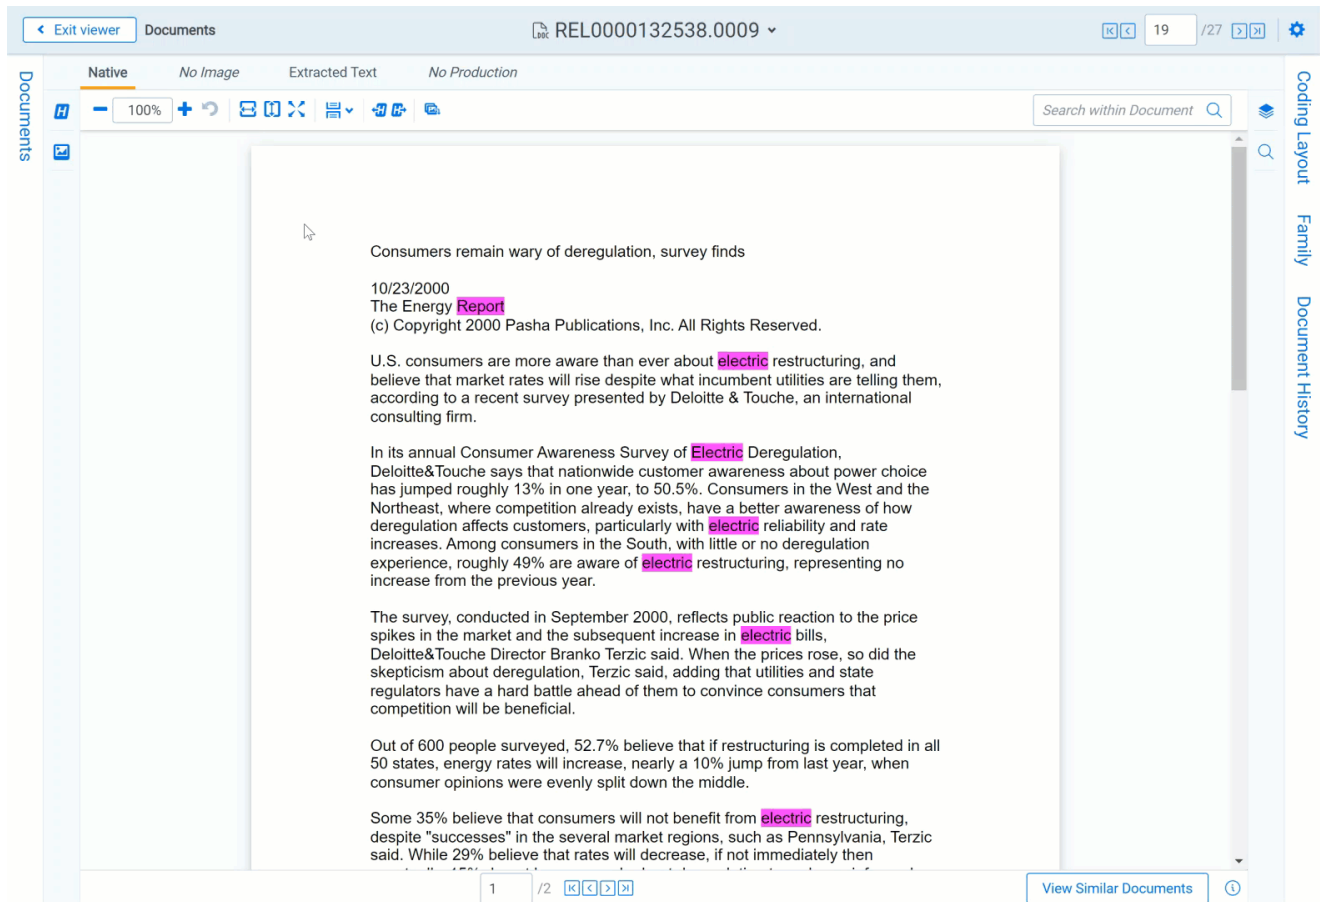 Exit viewer
Documents
REL0000132538.0009
19 /27
Documents
Native
No Image
Extracted Text
No Production
100%
Search within Document
Coding Layout
Family
Document History
Consumers remain wary of deregulation, survey finds
10/23/2000
The Energy Report
(c) Copyright 2000 Pasha Publications, Inc. All Rights Reserved.
U.S. consumers are more aware than ever about electric restructuring, and
believe that market rates will rise despite what incumbent utilities are telling them,
according to a recent survey presented by Deloitte & Touche, an international
consulting firm.
In its annual Consumer Awareness Survey of Electric Deregulation,
Deloitte&Touche says that nationwide customer awareness about power choice
has jumped roughly 13% in one year, to 50.5%. Consumers in the West and the
Northeast, where competition already exists, have a better awareness of how
deregulation affects customers, particularly with electric reliability and rate
increases. Among consumers in the South, with little or no deregulation
experience, roughly 49% are aware of electric restructuring, representing no
increase from the previous year.
The survey, conducted in September 2000, reflects public reaction to the price
spikes in the market and the subsequent increase in electric bills,
Deloitte&Touche Director Branko Terzic said. When the prices rose, so did the
skepticism about deregulation, Terzic said, adding that utilities and state
regulators have a hard battle ahead of them to convince consumers that
competition will be beneficial.
Out of 600 people surveyed, 52.7% believe that if restructuring is completed in all
50 states, energy rates will increase, nearly a 10% jump from last year, when
consumer opinions were evenly split down the middle.
Some 35% believe that consumers will not benefit from electric restructuring,
despite "successes" in the several market regions, such as Pennsylvania, Terzic
said. While 29% believe that rates will decrease, if not immediately then
1 /2
View Similar Documents